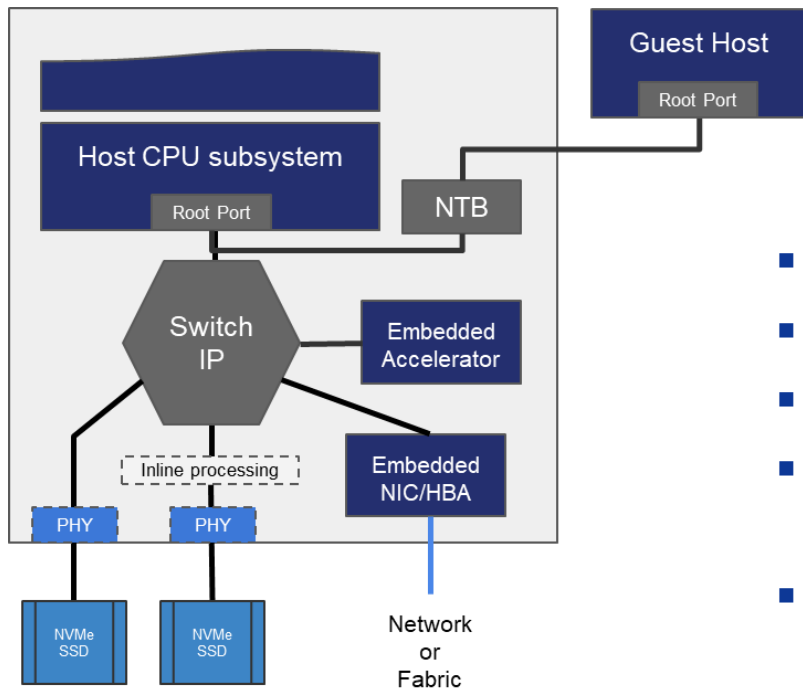 Guest Host
Root Port
Host CPU subsystem
Root Port
NTB
Switch
IP
Embedded
Accelerator
Inline processing
Embedded
NIC/HBA
PHY
PHY
NVMe
SSD
NVMe
SSD
Network
or
Fabric